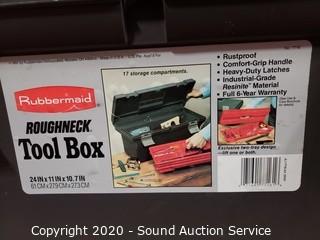 17 storage compartments.
• Rustproof
• Comfort-Grip Handle
• Heavy-Duty Latches
• Industrial-Grade
Resinite Material
• Full 6-Year Warranty
Rubbermaid
ROUGHNECK
Tool Box
24 IN x 11 IN x 10.7 IN
61 CM x 27.9 CM x 27.3 CM
Exclusive two-tray design
- lift one or both.
Copyright 2020 - Sound Auction Service